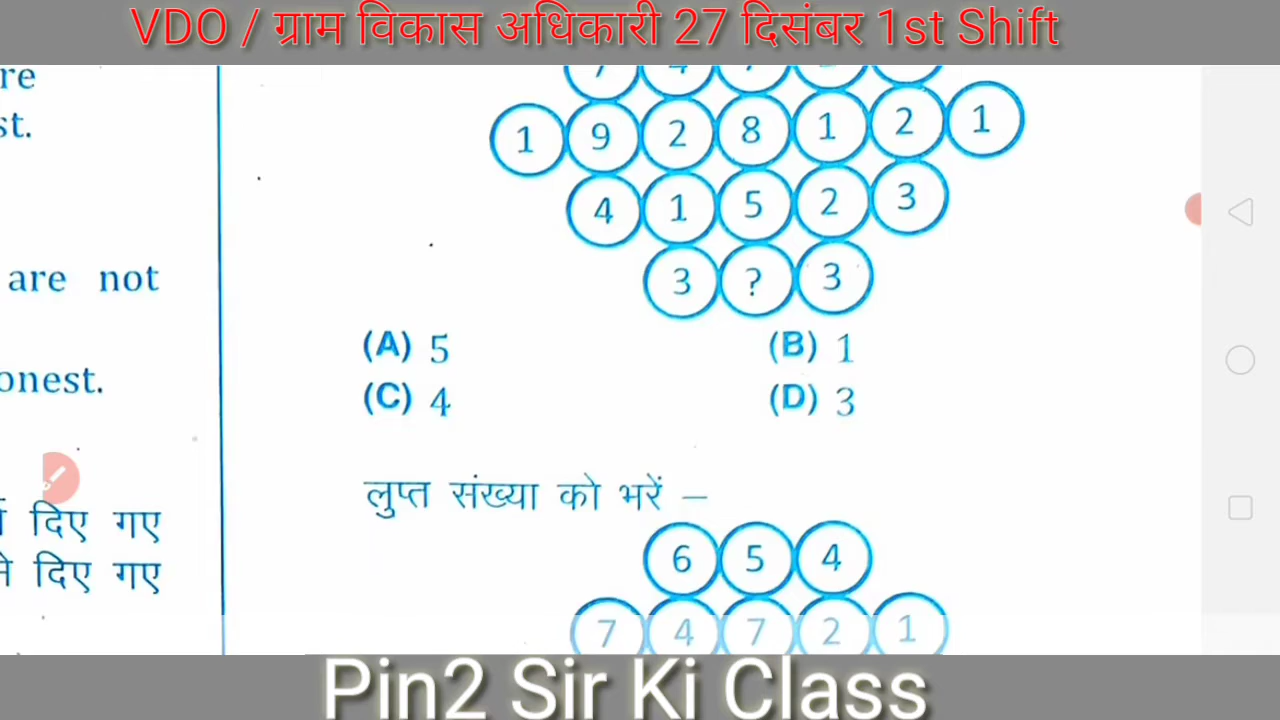 VDO / ग्राम विकास अधिकारी 27 दिसंबर 1st Shift
re
st.
1 9 2 8 1 2 1
4 1 5 2 3
are not
3 ? 3
(A) 5 (B) 1
onest.
(C) 4 (D) 3
लुप्त संख्या को भरें –
दिए गए
6 5 4
दिए गए
7 4 7 2 1
Pin2 Sir Ki Class